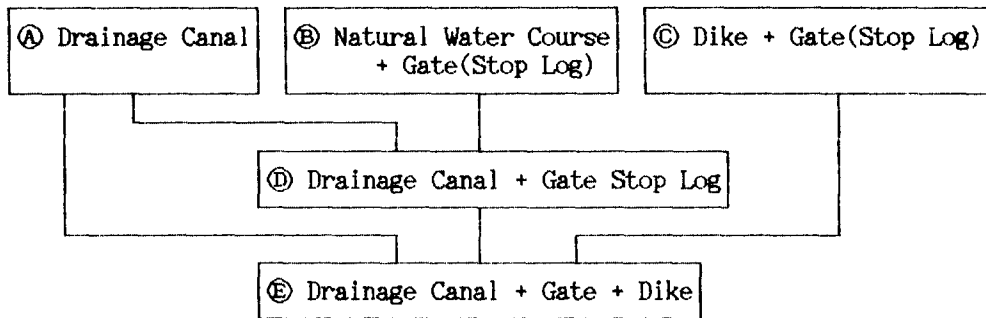 Ⓐ Drainage Canal
Ⓑ Natural Water Course
+ Gate(Stop Log)
Ⓒ Dike + Gate(Stop Log)
Ⓓ Drainage Canal + Gate Stop Log
Ⓔ Drainage Canal + Gate + Dike